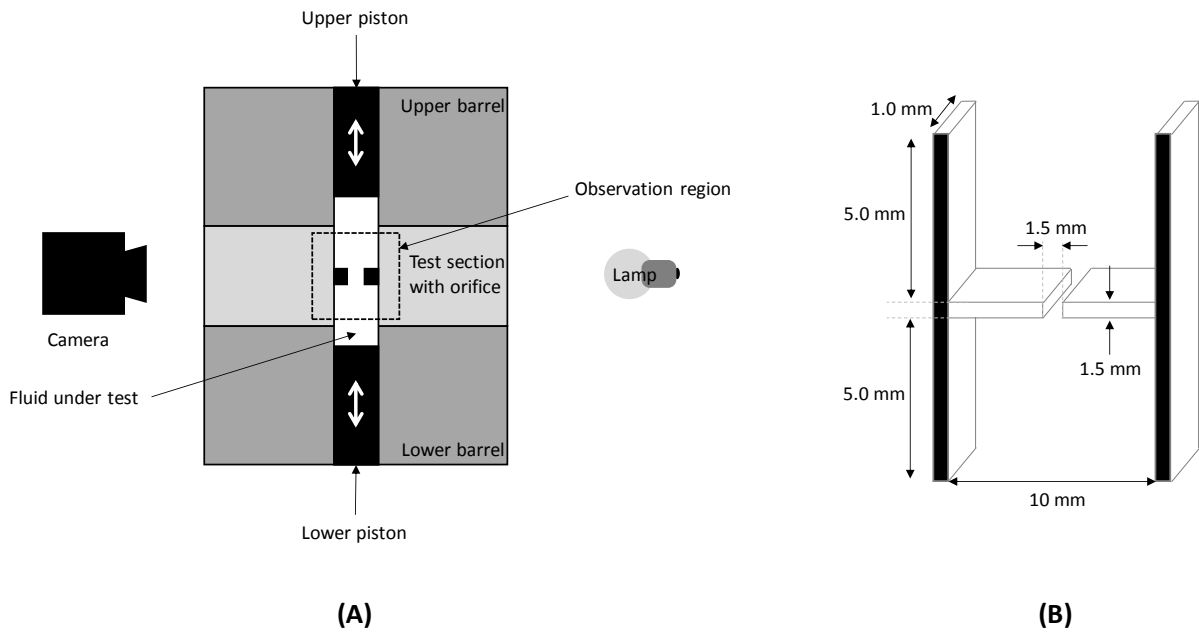 Upper piston
Upper barrel
Observation region
Test section
with orifice
Lamp
Camera
Fluid under test
Lower barrel
Lower piston
(A)
1.0 mm
5.0 mm
1.5 mm
1.5 mm
5.0 mm
10 mm
(B)